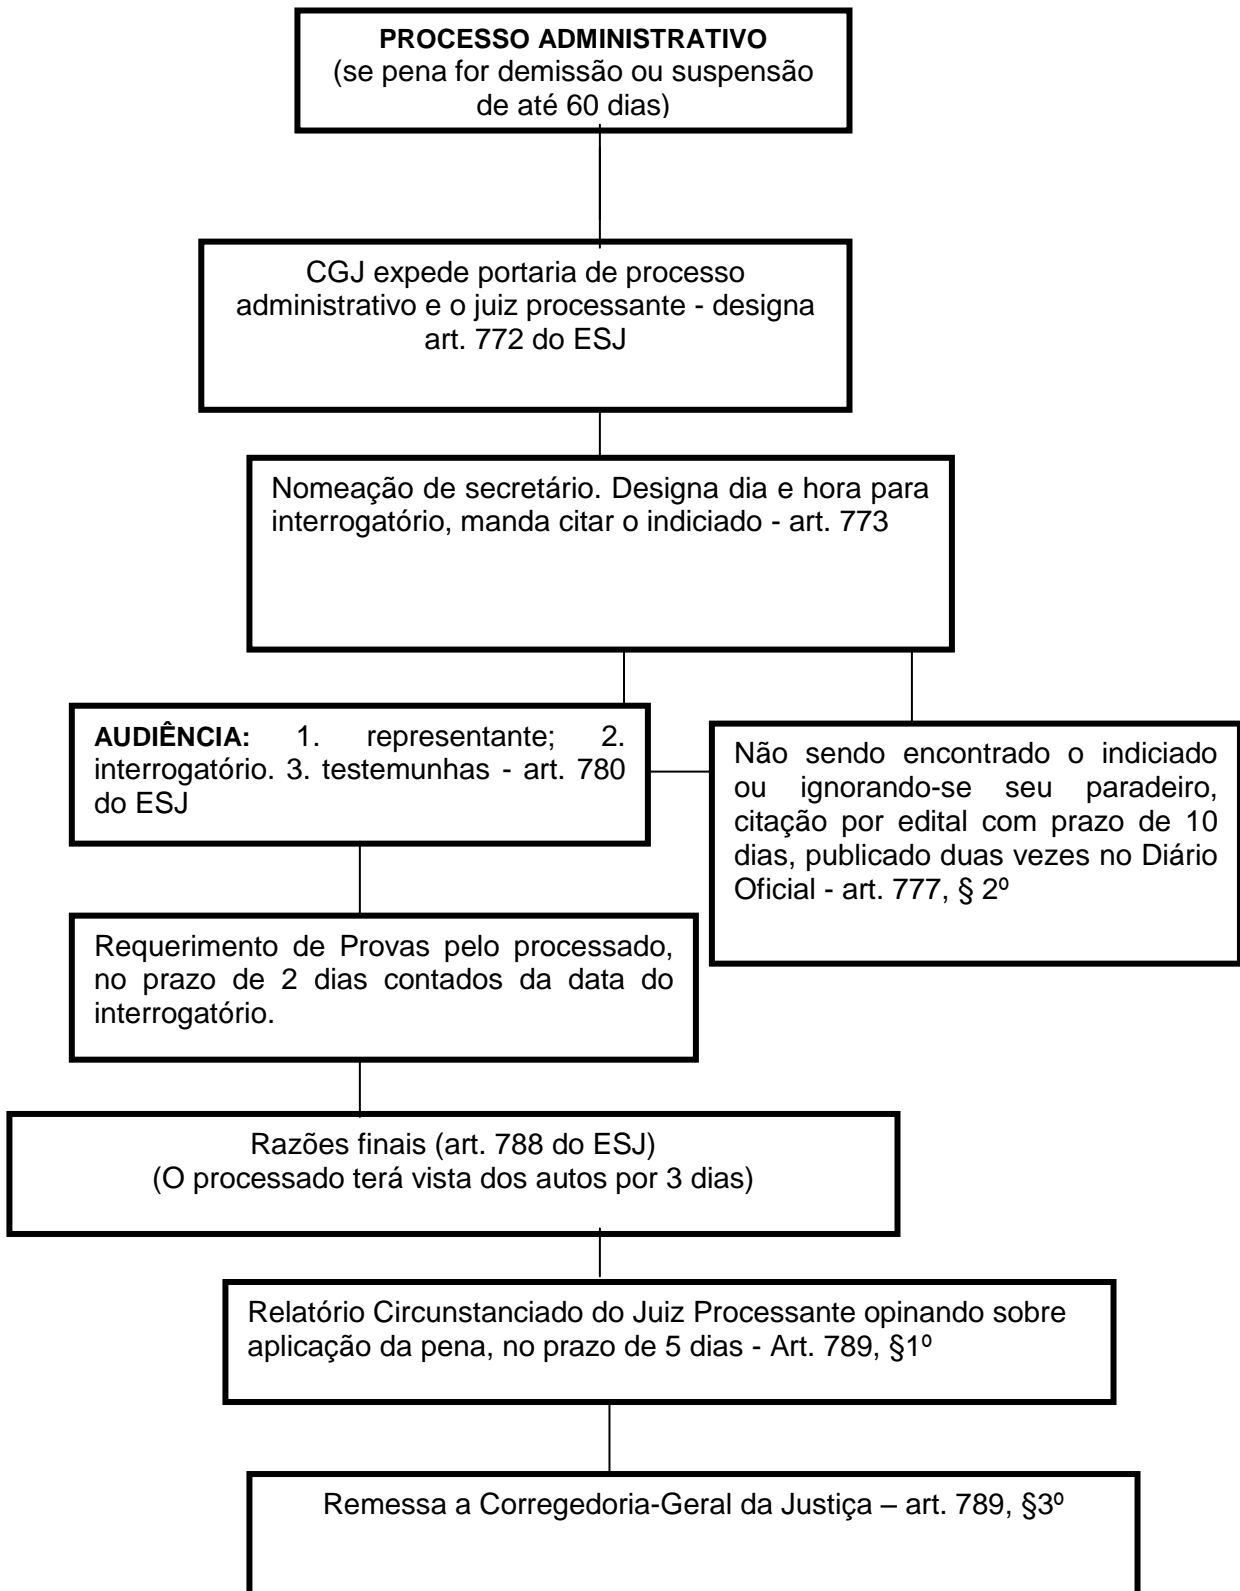 PROCESSO ADMINISTRATIVO
(se pena for demissão ou suspensão
de até 60 dias)
CGJ expede portaria de processo
administrativo e o juiz processante - designa
art. 772 do ESJ
Nomeação de secretário. Designa dia e hora para
interrogatório, manda citar o indiciado - art. 773
AUDIÊNCIA: 1. representante; 2.
interrogatório. 3. testemunhas - art. 780
do ESJ
Não sendo encontrado o indiciado
ou ignorando-se seu paradeiro,
citação por edital com prazo de 10
dias, publicado duas vezes no Diário
Oficial - art. 777, § 2º
Requerimento de Provas pelo processado,
no prazo de 2 dias contados da data do
interrogatório.
Razões finais (art. 788 do ESJ)
(O processado terá vista dos autos por 3 dias)
Relatório Circunstanciado do Juiz Processante opinando sobre
aplicação da pena, no prazo de 5 dias - Art. 789, §1º
Remessa a Corregedoria-Geral da Justiça – art. 789, §3º